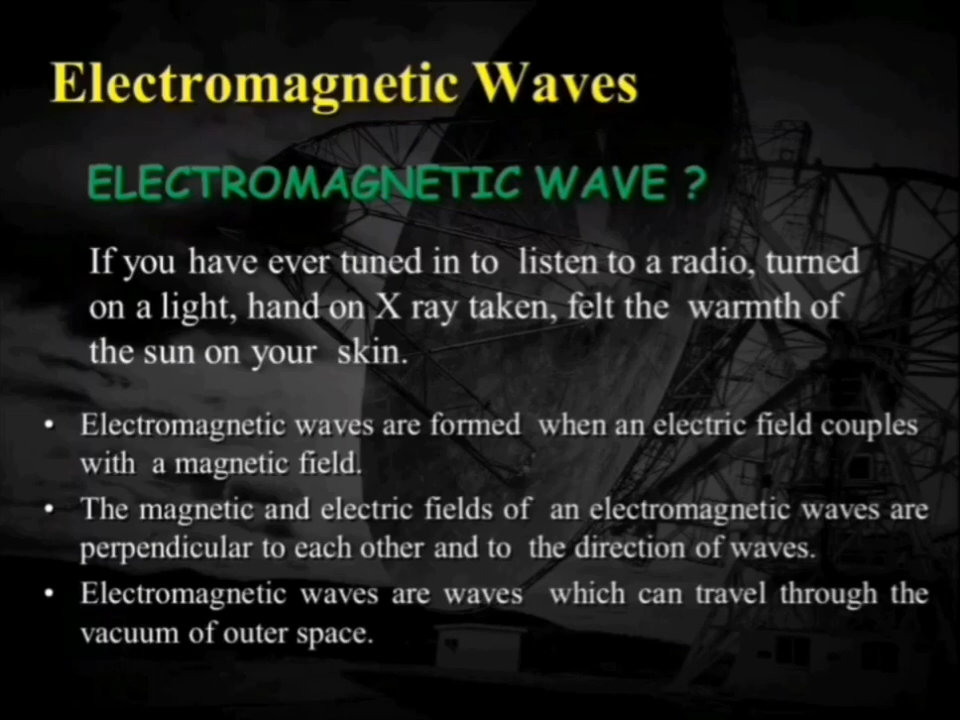 Electromagnetic Waves
ELECTROMAGNETIC WAVE ?
If you have ever tuned in to listen to a radio, turned
on a light, hand on X ray taken, felt the warmth of
the sun on your skin.
• Electromagnetic waves are formed when an electric field couples
with a magnetic field.
• The magnetic and electric fields of an electromagnetic waves are
perpendicular to each other and to the direction of waves.
• Electromagnetic waves are waves which can travel through the
vacuum of outer space.